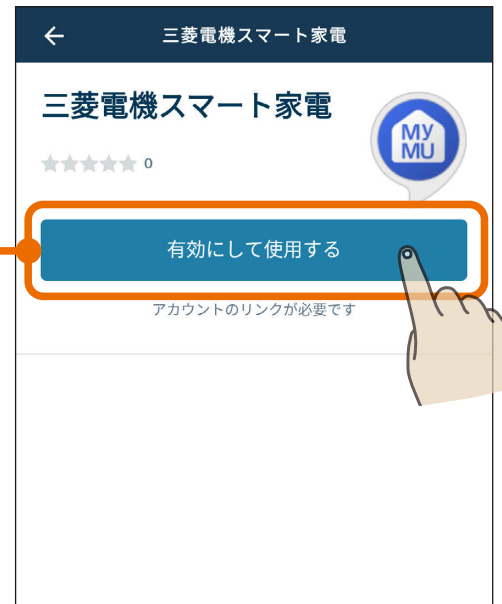 三菱電機スマート家電
三菱電機スマート家電
MY
MU
0
有効にして使用する
アカウントのリンクが必要です